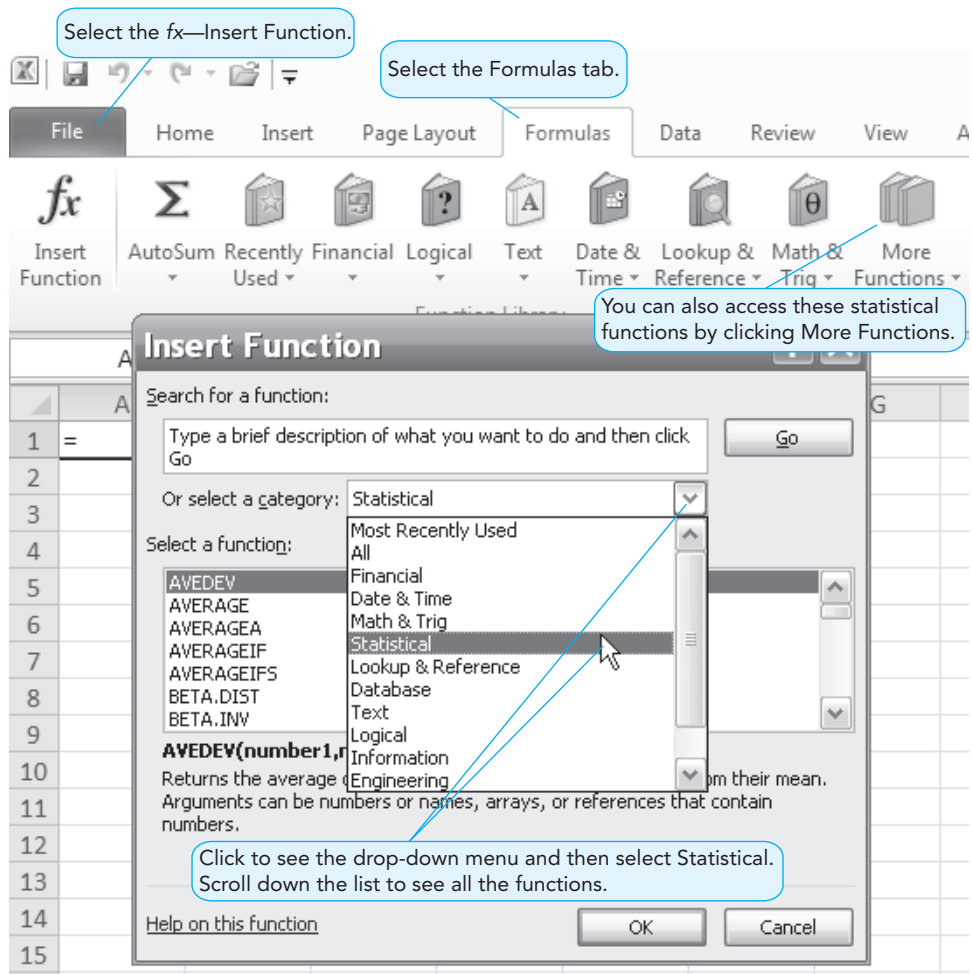 Select the fx—Insert Function.
Select the Formulas tab.
File Home Insert Page Layout Formulas Data Review View A
fx Σ ? A θ
Insert Function
AutoSum
Recently Used
Financial
Logical
Text
Date & Time
Lookup & Reference
Math & Trig
More Functions
You can also access these statistical
functions by clicking More Functions.
Function Library
A
Insert Function
A G
Search for a function:
1 =
Type a brief description of what you want to do and then click
Go
Go
2
Or select a category: Statistical
3
Most Recently Used
All
Financial
Date & Time
Math & Trig
Statistical
Lookup & Reference
Database
Text
Logical
Information
Engineering
4
Select a function:
5
AVEDEV
AVERAGE
6
AVERAGEA
AVERAGEIF
7
AVERAGEIFS
8
BETA.DIST
BETA.INV
9
AVEDEV(number1,
10
Returns the average om their mean.
11
Arguments can be numbers or names, arrays, or references that contain
numbers.
12
Click to see the drop-down menu and then select Statistical.
13
Scroll down the list to see all the functions.
14
Help on this function OK Cancel
15